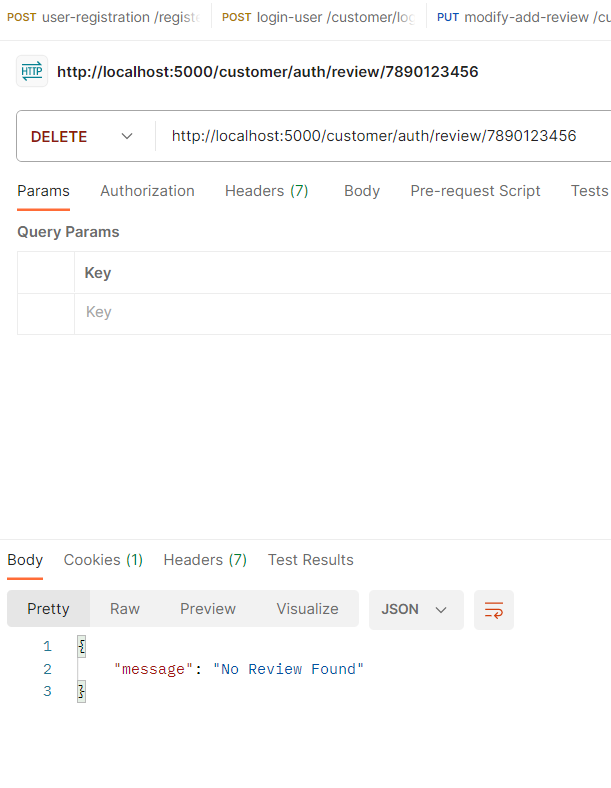 POST user-registration /registe POST login-user /customer/log PUT modify-add-review /cu
HTTP http://localhost:5000/customer/auth/review/7890123456
DELETE http://localhost:5000/customer/auth/review/7890123456
Params Authorization Headers (7) Body Pre-request Script Tests
Query Params
Key
Key
Body Cookies (1) Headers (7) Test Results
Pretty Raw Preview Visualize JSON
1 {
2 "message": "No Review Found"
3 }